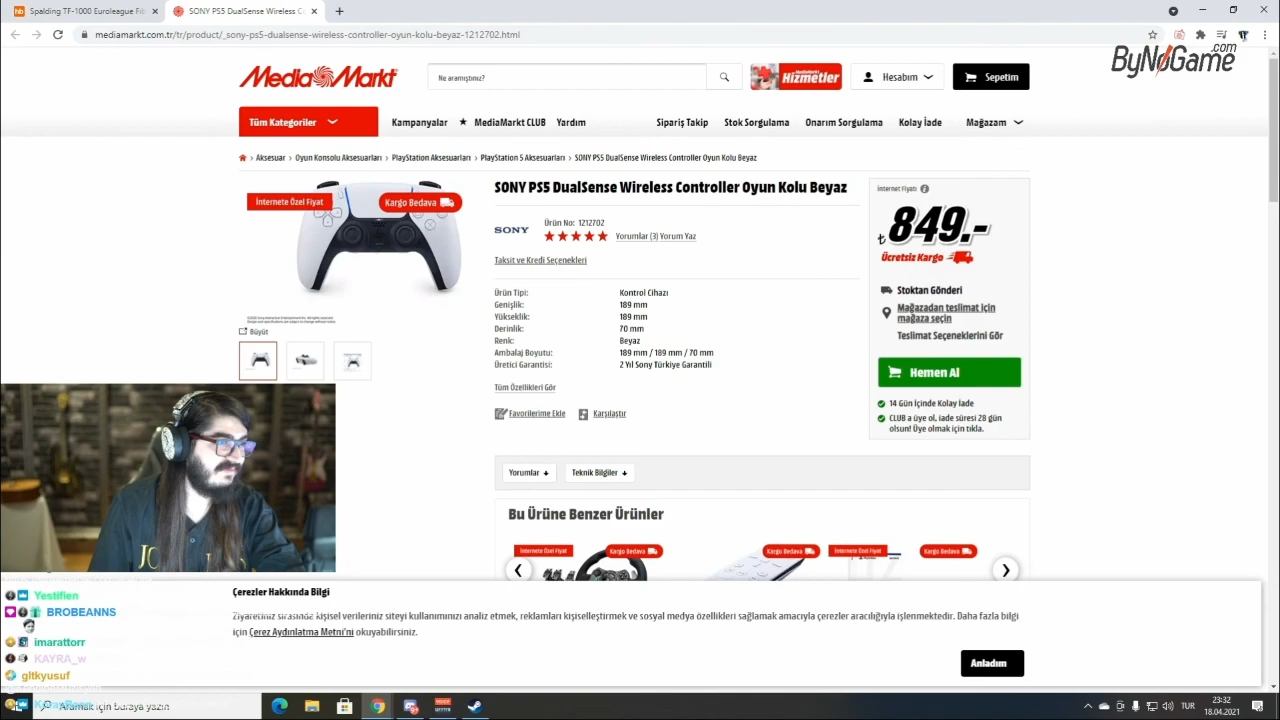 Spalding TF-1000 Euroleague Fib
SONY PS5 DualSense Wireless Co
mediamarkt.com.tr/tr/product/_sony-ps5-dualsense-wireless-controller-oyun-kolu-beyaz-1212702.html
ByNoGame.com
Media Markt
Ne aramıştınız?
MediaMarkt Hizmetler
Hesabım
Sepetim
Tüm Kategoriler
Kampanyalar
MediaMarkt CLUB
Yardım
Sipariş Takip
Stok Sorgulama
Onarım Sorgulama
Kolay İade
Mağazam
Aksesuar › Oyun Konsolu Aksesuarları › PlayStation Aksesuarları › PlayStation 5 Aksesuarları › SONY PS5 DualSense Wireless Controller Oyun Kolu Beyaz
İnternete Özel Fiyat
Kargo Bedava
Büyüt
SONY PS5 DualSense Wireless Controller Oyun Kolu Beyaz
SONY
Ürün No: 1212702
Yorumlar (3) Yorum Yaz
Taksit ve Kredi Seçenekleri
Ürün Tipi: Kontrol Cihazı
Genişlik: 189 mm
Yükseklik: 189 mm
Derinlik: 70 mm
Renk: Beyaz
Ambalaj Boyutu: 189 mm / 189 mm / 70 mm
Üretici Garantisi: 2 Yıl Sony Türkiye Garantili
Tüm Özellikleri Gör
Favorilerime Ekle
Karşılaştır
İnternet Fiyatı
₺849.-
Ücretsiz Kargo
Stoktan Gönderi
Mağazadan teslimat için
mağaza seçin
Teslimat Seçeneklerini Gör
Hemen Al
14 Gün İçinde Kolay İade
CLUB a üye ol, iade süresi 28 gün
olsun! Üye olmak için tıkla.
Yorumlar
Teknik Bilgiler
Bu Ürüne Benzer Ürünler
İnternete Özel Fiyat
Kargo Bedava
Kargo Bedava
İnternete Özel Fiyat
Kargo Bedava
Çerezler Hakkında Bilgi
Ziyaretiniz sırasında kişisel verileriniz siteyi kullanımınızı analiz etmek, reklamları kişiselleştirmek ve sosyal medya özellikleri sağlamak amacıyla çerezler aracılığıyla işlenmektedir. Daha fazla bilgi
için Çerez Aydınlatma Metni'ni okuyabilirsiniz.
Anladım
Yestifien
BROBEANNS
imarattorr
KAYRA_w
gltkyusuf
Aramak için buraya yazın
TUR
23:32
18.04.2021